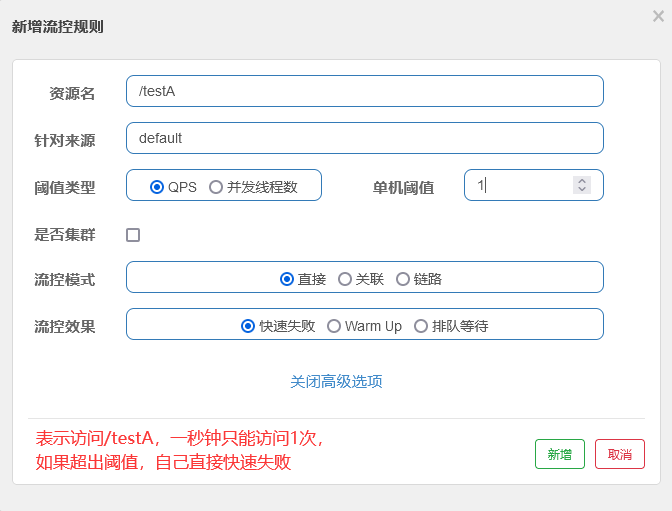 新增流控规则
资源名 /testA
针对来源 default
阈值类型 QPS 并发线程数 单机阈值 1
是否集群
流控模式 直接 关联 链路
流控效果 快速失败 Warm Up 排队等待
关闭高级选项
表示访问/testA，一秒钟只能访问1次，
如果超出阈值，自己直接快速失败
新增 取消